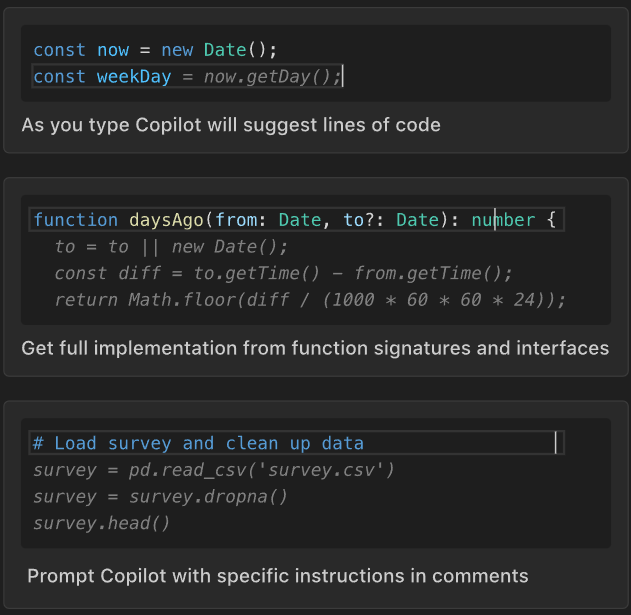 const now = new Date();
const weekDay = now.getDay();
As you type Copilot will suggest lines of code
function daysAgo(from: Date, to?: Date): number {
  to = to || new Date();
  const diff = to.getTime() - from.getTime();
  return Math.floor(diff / (1000 * 60 * 60 * 24));
Get full implementation from function signatures and interfaces
# Load survey and clean up data
survey = pd.read_csv('survey.csv')
survey = survey.dropna()
survey.head()
Prompt Copilot with specific instructions in comments